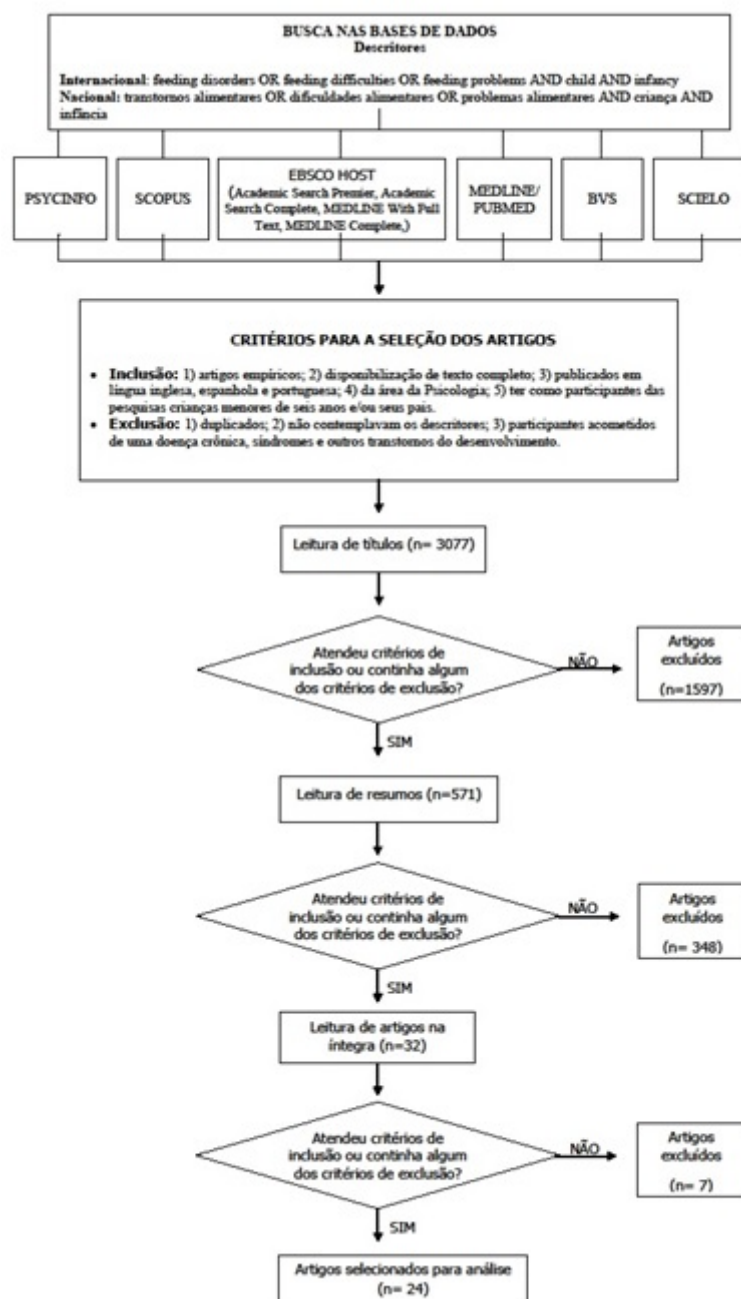 BUSCA NAS BASES DE DADOS
Descritores
Internacional: feeding disorders OR feeding difficulties OR feeding problems AND child AND infancy
Nacional: transtornos alimentares OR dificuldades alimentares OR problemas alimentares AND criança AND
infância
PSYCINFO
SCOPUS
EBSCO HOST
(Academic Search Premier, Academic
Search Complete, MEDLINE With Full
Text, MEDLINE Complete,)
MEDLINE/
PUBMED
BVS
SCIELO
CRITÉRIOS PARA A SELEÇÃO DOS ARTIGOS
• Inclusão: 1) artigos empíricos; 2) disponibilização de texto completo; 3) publicados em
língua inglesa, espanhola e portuguesa; 4) da área da Psicologia; 5) ter como participantes das
pesquisas crianças menores de seis anos e/ou seus pais.
• Exclusão: 1) duplicados; 2) não contemplavam os descritores; 3) participantes acometidos
de uma doença crônica, síndromes e outros transtornos do desenvolvimento.
Leitura de títulos (n= 3077)
Atendeu critérios de
inclusão ou continha algum
dos critérios de exclusão?
NÃO
Artigos
excluídos
(n=1597)
SIM
Leitura de resumos (n=571)
Atendeu critérios de
inclusão ou continha algum
dos critérios de exclusão?
NÃO
Artigos
excluídos
(n= 348)
SIM
Leitura de artigos na
íntegra (n=32)
Atendeu critérios de
inclusão ou continha algum
dos critérios de exclusão?
NÃO
Artigos
excluídos
(n= 7)
SIM
Artigos selecionados para análise
(n= 24)